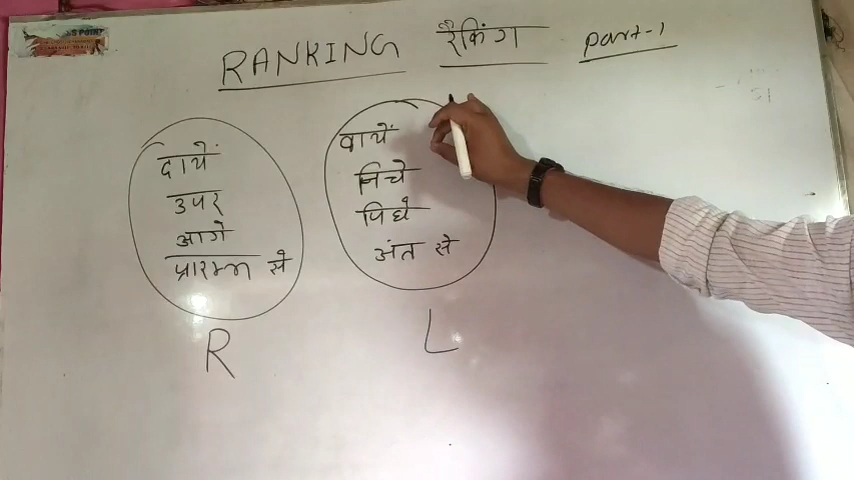 RANKING रैंकिंग Part-1
दायें
उपर
आगे
प्रारम्भ से
R
वायें
निचे
पिछे
अंत से
L